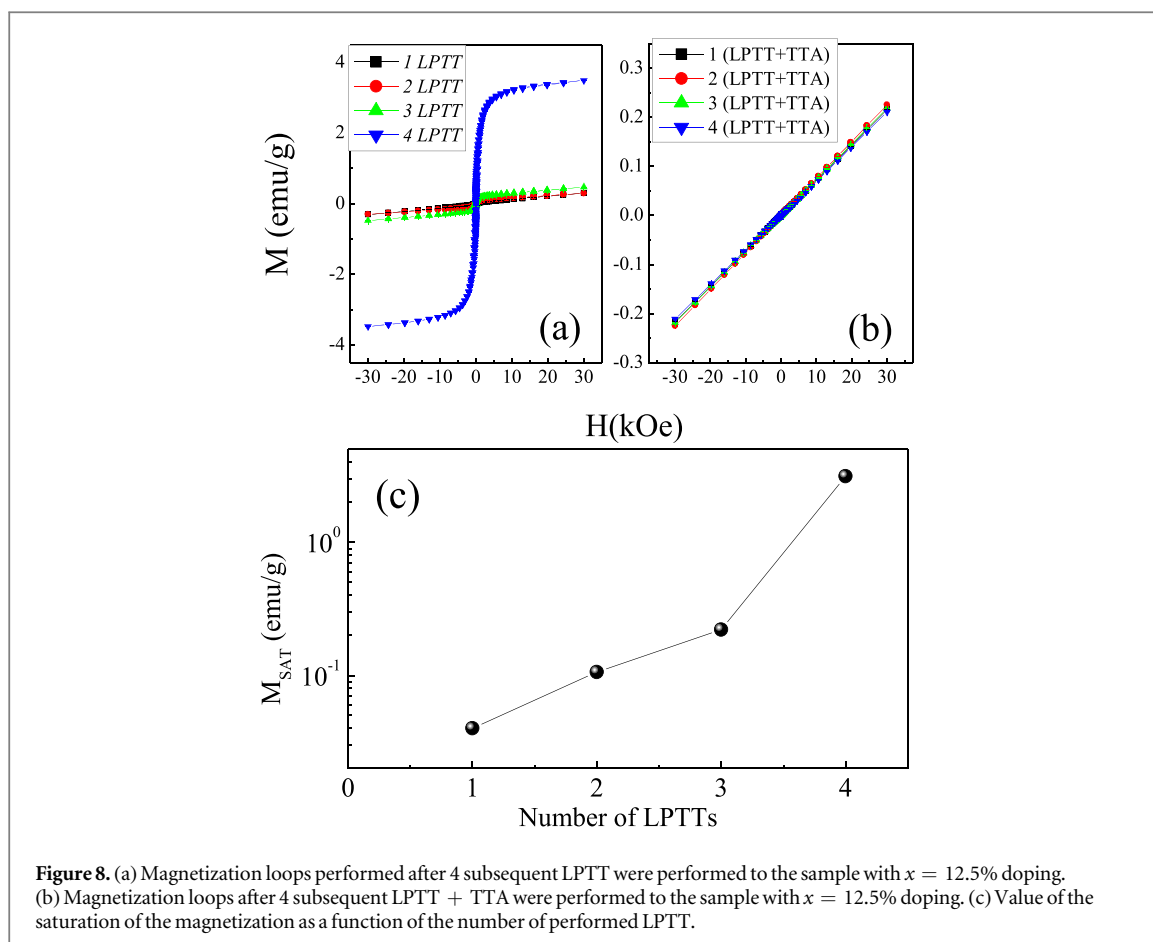 1 LPTT
2 LPTT
3 LPTT
4 LPTT
1 (LPTT+TTA)
2 (LPTT+TTA)
3 (LPTT+TTA)
4 (LPTT+TTA)
M (emu/g)
4
2
0
-2
-4
(a)
-30 -20 -10 0 10 20 30
0.3
0.2
0.1
0.0
-0.1
-0.2
-0.3
(b)
-30 -20 -10 0 10 20 30
H(kOe)
(c)
M_SAT (emu/g)
10^0
10^-1
0 1 2 3 4
Number of LPTTs
Figure 8. (a) Magnetization loops performed after 4 subsequent LPTT were performed to the sample with x = 12.5% doping.
(b) Magnetization loops after 4 subsequent LPTT + TTA were performed to the sample with x = 12.5% doping. (c) Value of the
saturation of the magnetization as a function of the number of performed LPTT.